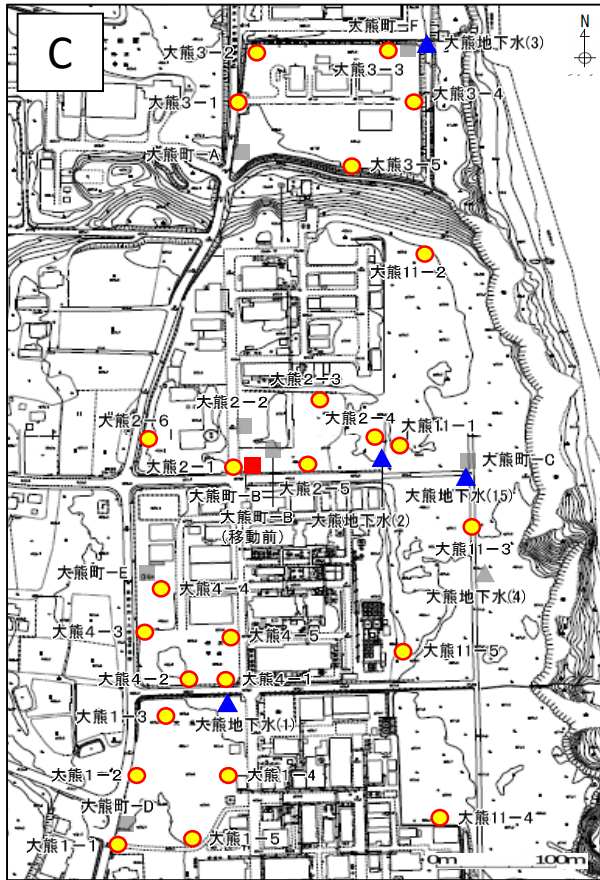 C
N
大熊町-F
大熊地下水(3)
大熊3-2
大熊3-3
大熊3-1
大熊3-4
大熊町-A
大熊3-5
大熊11-2
大熊2-3
大熊2-2
大熊2-6
大熊2-4
大熊11-1
大熊2-1
大熊町-C
大熊町-B
大熊2-5
大熊地下水(15)
大熊町-B
(移動前)
大熊地下水(2)
大熊11-3
大熊町-E
大熊4-4
大熊地下水(4)
大熊4-3
大熊4-5
大熊11-5
大熊4-2
大熊4-1
大熊1-3
大熊地下水(1)
大熊1-2
大熊1-4
大熊町-D
大熊11-4
大熊1-1
大熊1-5
0m 100m